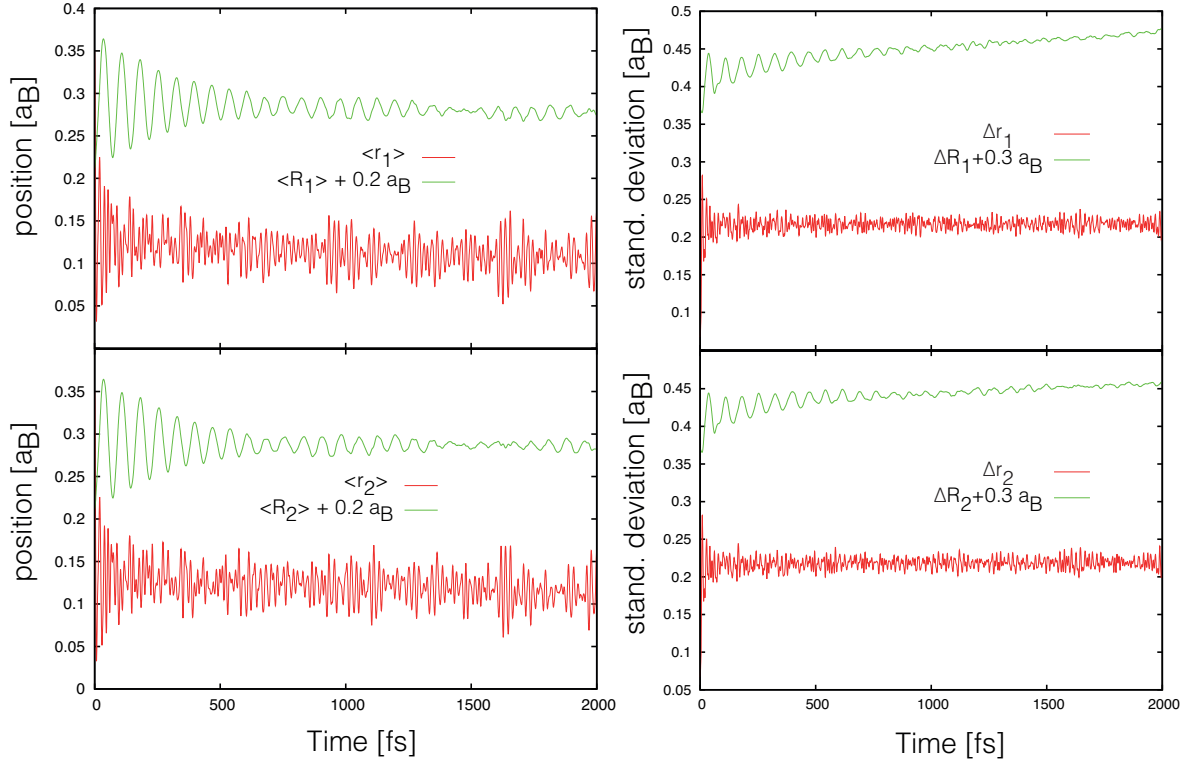 position [aB]
0.4
0.35
0.3
0.25
0.2
0.15
0.1
0.05
<r1>
<R1> + 0.2 aB
stand. deviation [aB]
0.5
0.45
0.4
0.35
0.3
0.25
0.2
0.15
0.1
Δr1
ΔR1+0.3 aB
0 500 1000 1500 2000
position [aB]
0.35
0.3
0.25
0.2
0.15
0.1
0.05
0
<r2>
<R2> + 0.2 aB
0 500 1000 1500 2000
Time [fs]
stand. deviation [aB]
0.45
0.4
0.35
0.3
0.25
0.2
0.15
0.1
0.05
Δr2
ΔR2+0.3 aB
0 500 1000 1500 2000
Time [fs]